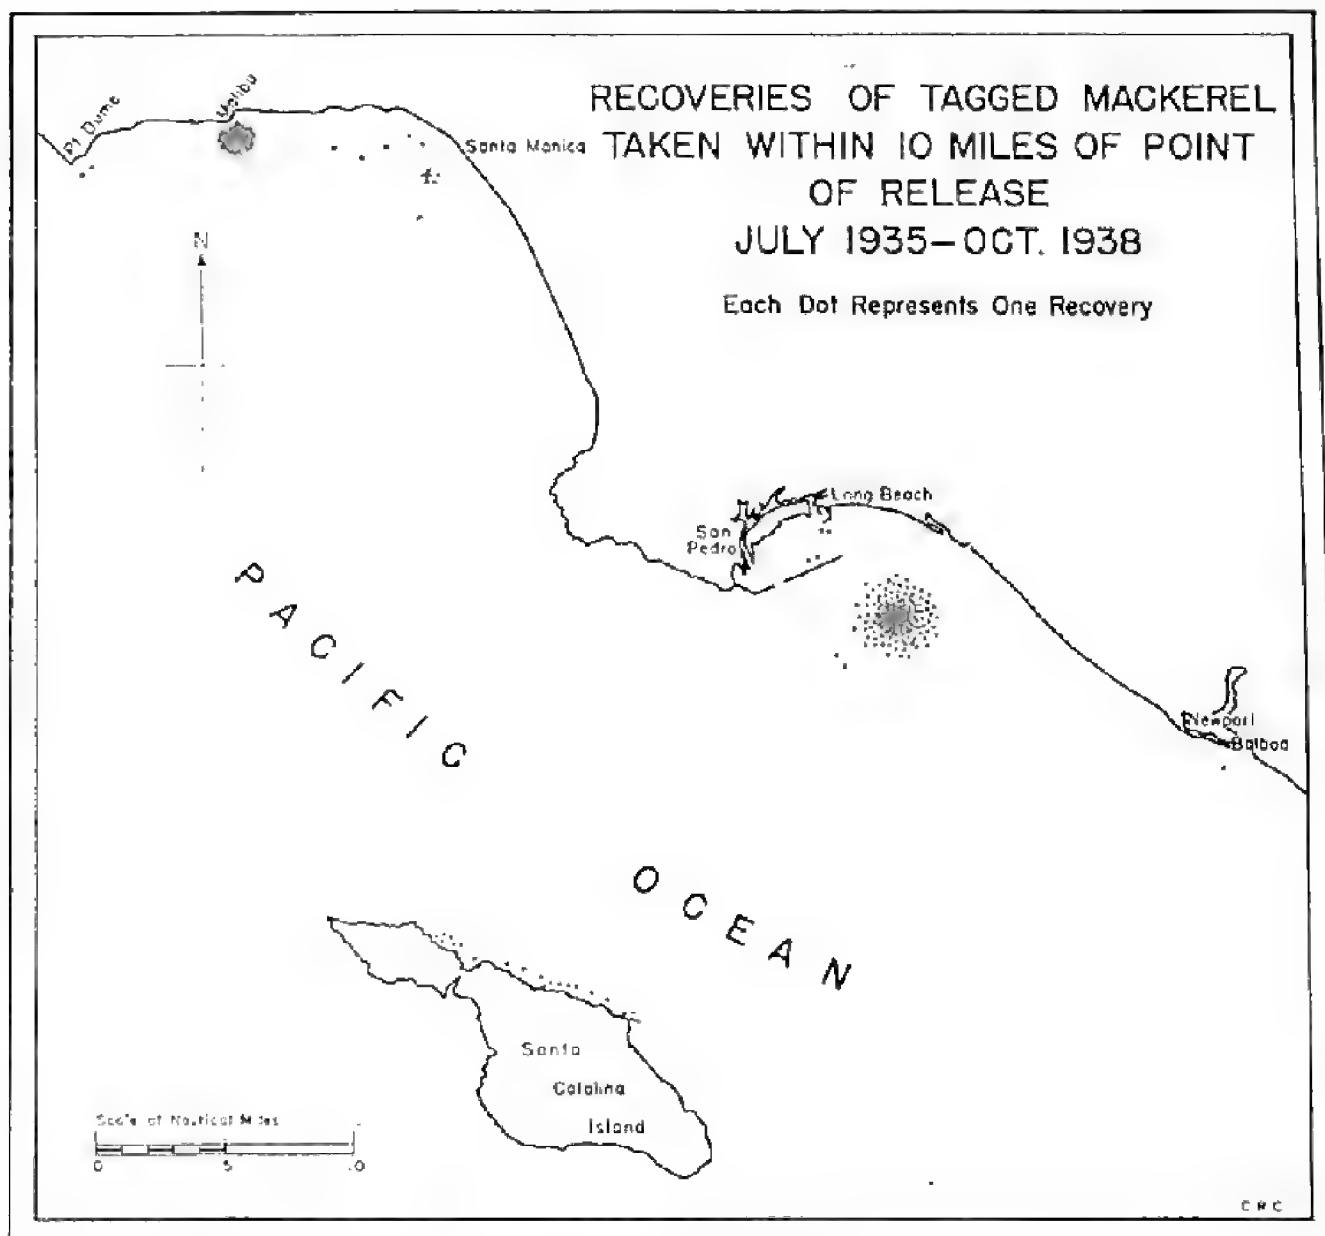 RECOVERIES OF TAGGED MACKEREL
TAKEN WITHIN 10 MILES OF POINT
OF RELEASE
JULY 1935-OCT. 1938
Each Dot Represents One Recovery
Pt Dume
Malibu
Santa Monica
N
Long Beach
San
Pedro
Newport
Balboa
PACIFIC
OCEAN
Santa
Catalina
Island
Scale of Nautical Miles
0 5 10
C R C